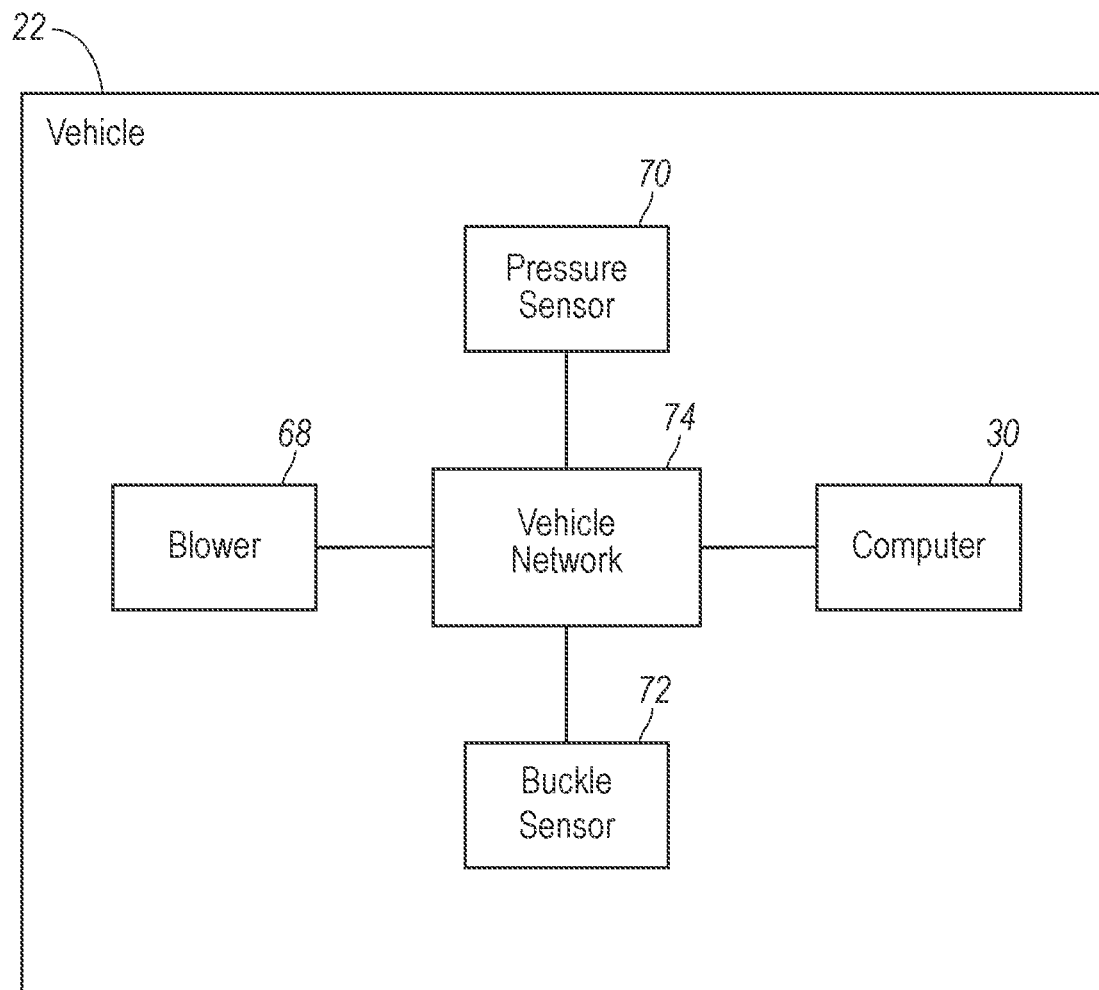 22
Vehicle
70
Pressure
Sensor
68
74
30
Blower
Vehicle
Network
Computer
72
Buckle
Sensor